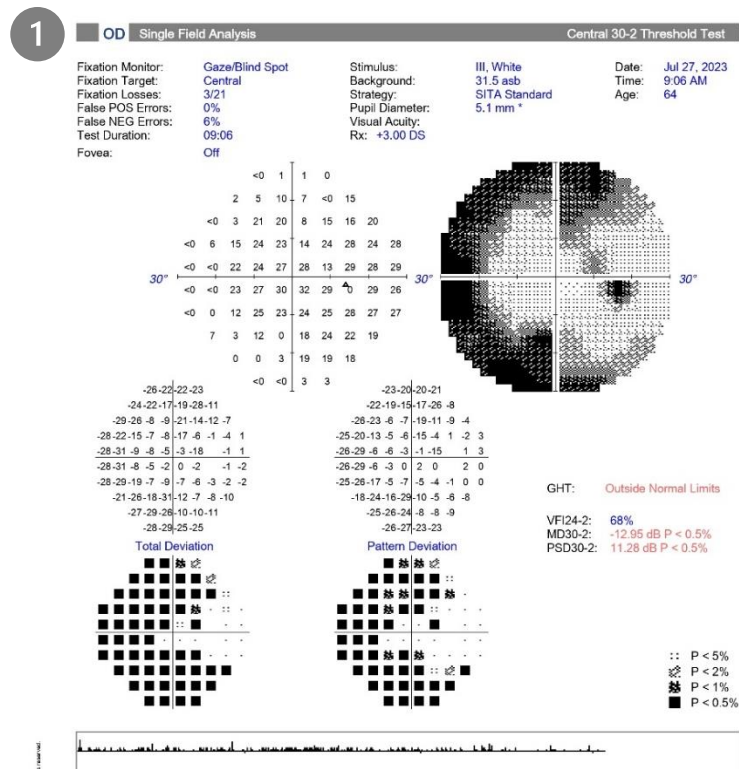 1
OD Single Field Analysis Central 30-2 Threshold Test
Fixation Monitor: Gaze/Blind Spot Stimulus: III, White Date: Jul 27, 2023
Fixation Target: Central Background: 31.5 asb Time: 9:06 AM
Fixation Losses: 3/21 Strategy: SITA Standard Age: 64
False POS Errors: 0% Pupil Diameter: 5.1 mm *
False NEG Errors: 6% Visual Acuity:
Test Duration: 09:06 Rx: +3.00 DS
Fovea: Off
<0 1 1 0
2 5 10 7 <0 15
<0 3 21 20 8 15 16 20
<0 6 15 24 23 14 24 28 24 28
<0 <0 22 24 27 28 13 29 28 29
30° 30° 30°
<0 <0 23 27 30 32 29 0 29 26
<0 0 12 25 23 24 25 28 27 27
7 3 12 0 18 24 22 19
0 0 3 19 19 18
<0 <0 3 3
-26 -22 -22 -23 -23 -20 -20 -21
-24 -22 -17 -19 -28 -11 -22 -19 -15 -17 -26 -8
-29 -26 -8 -9 -21 -14 -12 -7 -26 -23 -6 -7 -19 -11 -9 -4
-28 -22 -15 -7 -8 -17 -6 -1 -4 1 -25 -20 -13 -5 -6 -15 -4 1 -2 3
-28 -31 -9 -8 -5 -3 -18 -1 1 -26 -29 -6 -6 -3 -1 -15 1 3
-28 -31 -8 -5 -2 0 -2 -1 -2 -26 -29 -6 -3 0 2 0 2 0
-28 -29 -19 -7 -9 -7 -6 -3 -2 -2 -25 -26 -17 -5 -7 -5 -4 -1 0 0
-21 -26 -18 -31 -12 -7 -8 -10 -18 -24 -16 -29 -10 -5 -6 -8
-27 -29 -26 -10 -10 -11 -25 -26 -24 -8 -8 -9
-28 -29 -25 -25 -26 -27 -23 -23
GHT: Outside Normal Limits
VFI24-2: 68%
MD30-2: -12.95 dB P < 0.5%
PSD30-2: 11.28 dB P < 0.5%
Total Deviation Pattern Deviation
P < 5%
P < 2%
P < 1%
P < 0.5%